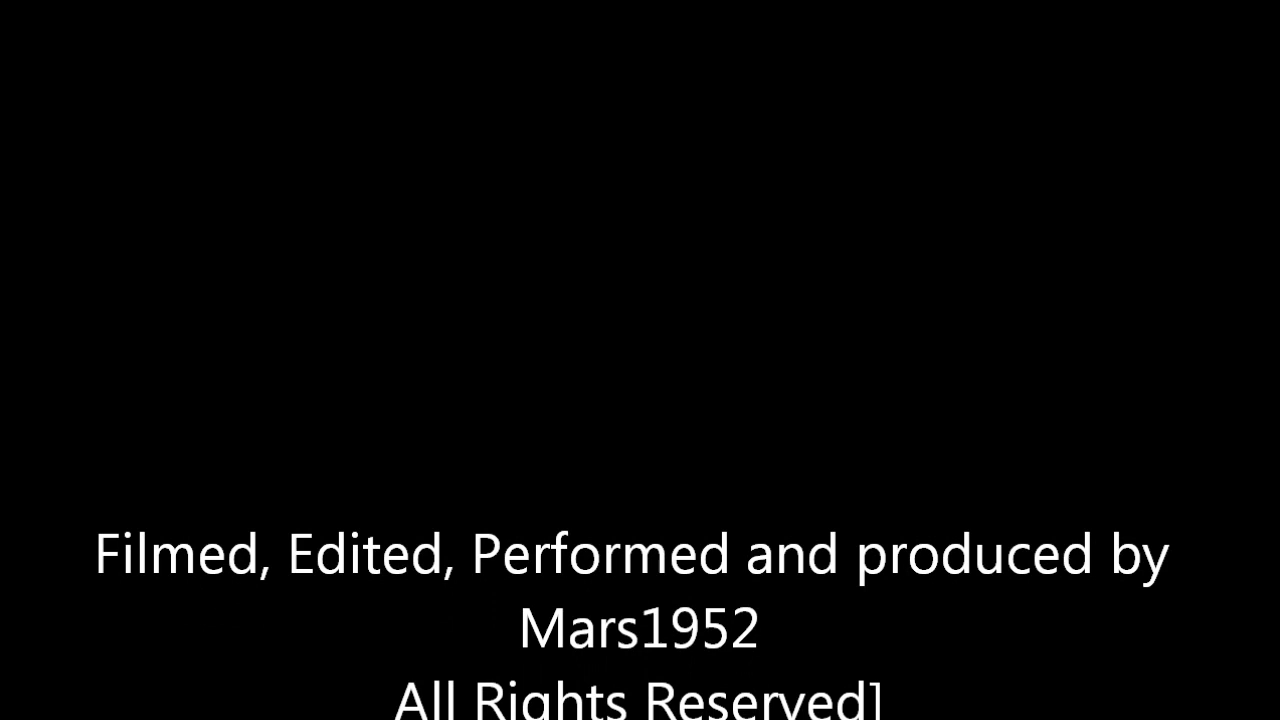 Filmed, Edited, Performed and produced by
Mars1952
All Rights Reserved]